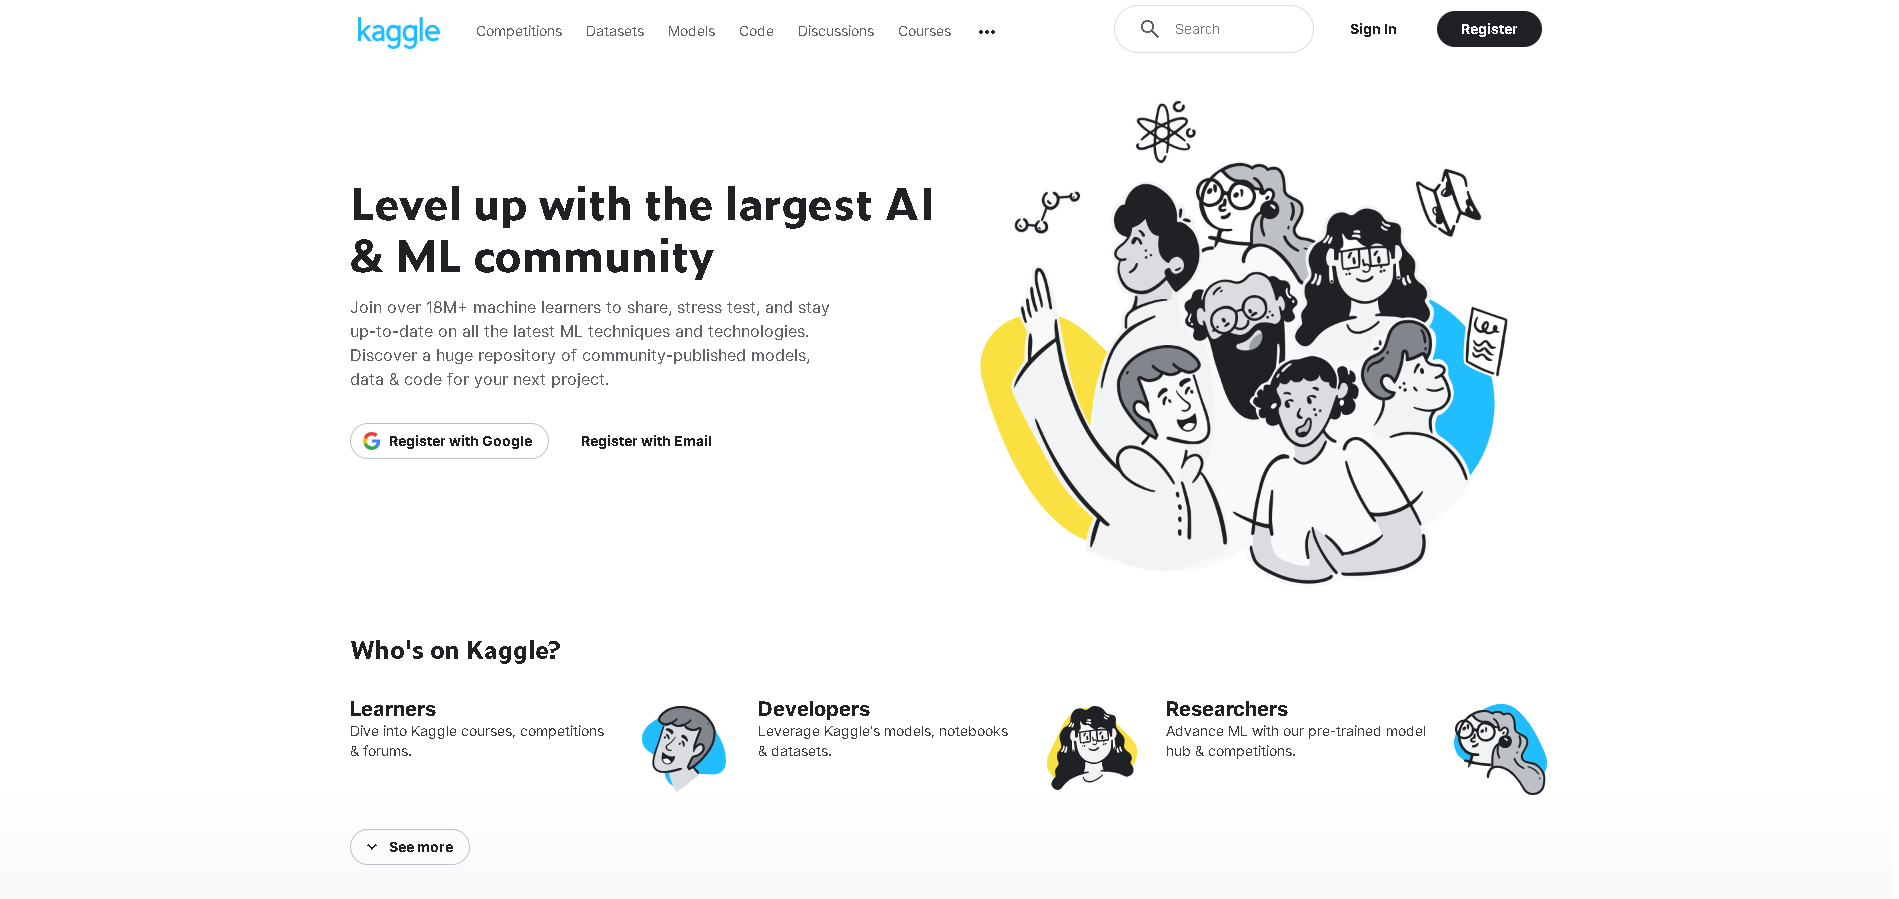 kaggle
Competitions
Datasets
Models
Code
Discussions
Courses
Search
Sign In
Register
Level up with the largest AI
& ML community
Join over 18M+ machine learners to share, stress test, and stay
up-to-date on all the latest ML techniques and technologies.
Discover a huge repository of community-published models,
data & code for your next project.
Register with Google
Register with Email
Who's on Kaggle?
Learners
Dive into Kaggle courses, competitions
& forums.
Developers
Leverage Kaggle's models, notebooks
& datasets.
Researchers
Advance ML with our pre-trained model
hub & competitions.
See more